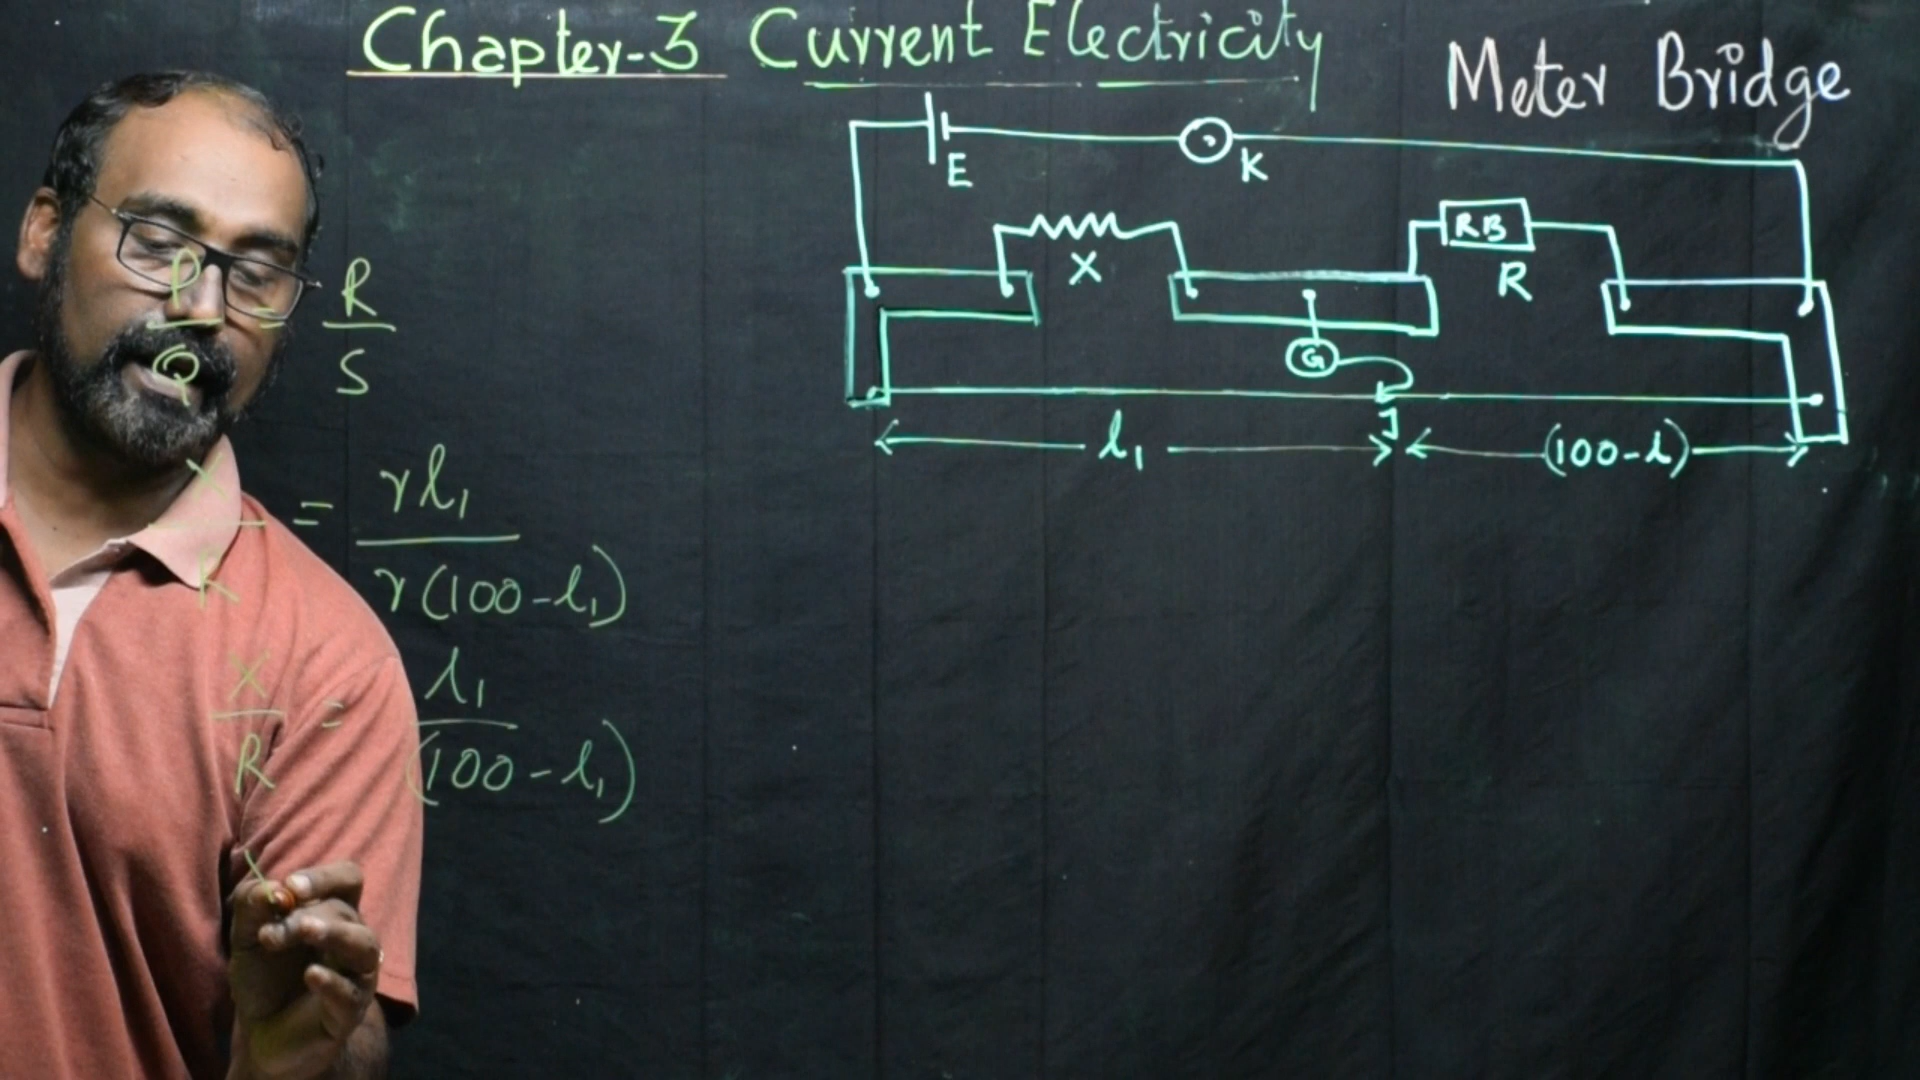 Chapter-3 Current Electricity
Meter Bridge
E
K
X
RB
R
G
J
l₁
(100-l)
P/Q = R/S
X/R = rl₁/r(100-l₁)
X/R = l₁/(100-l₁)
X